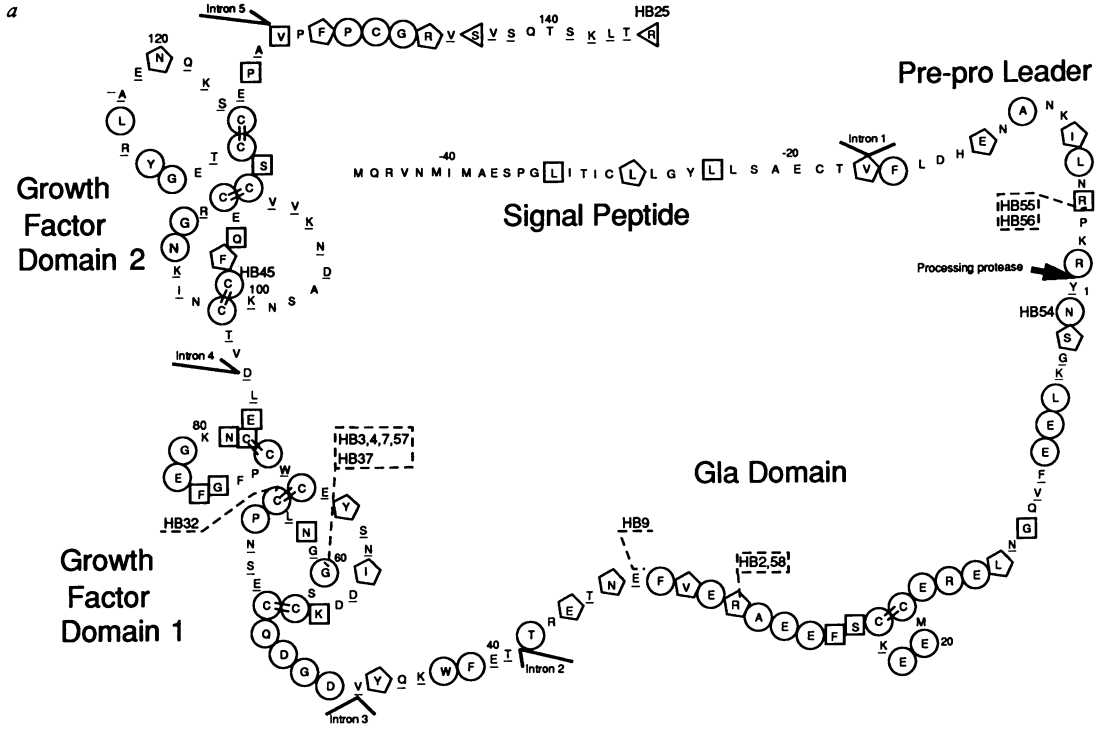 a
Intron 5
140
HB25
V P F P C G R V S V S Q T S K L T R
120
A P E C C S C C E Q F C C
N Q K S
E A L R Y G E T
Pre-pro Leader
Intron 1
-40
-20
M Q R V N M I M A E S P G L I T I C L L G Y L L S A E C T V F L D H E N A N K I L N R P K R
Signal Peptide
HB55
HB56
Growth
Factor
Domain 2
R G N K I N
V V K N D A S N K
HB45
100
Processing protease
Y 1
HB54
N S G K L E E F V Q G N L E R E C M E E K C S F E E A R E V F E N T E R T
20
T V D L E
Intron 4
80
C C N K G E F G F P W C C
HB3,4,7,57
HB37
Gla Domain
HB32
HB9
HB2,58
P N S E C C
L N G G S
60
E Y S N I D D K
Growth
Factor
Domain 1
Q D G D V Y Q K W F E T
40
Intron 2
Intron 3